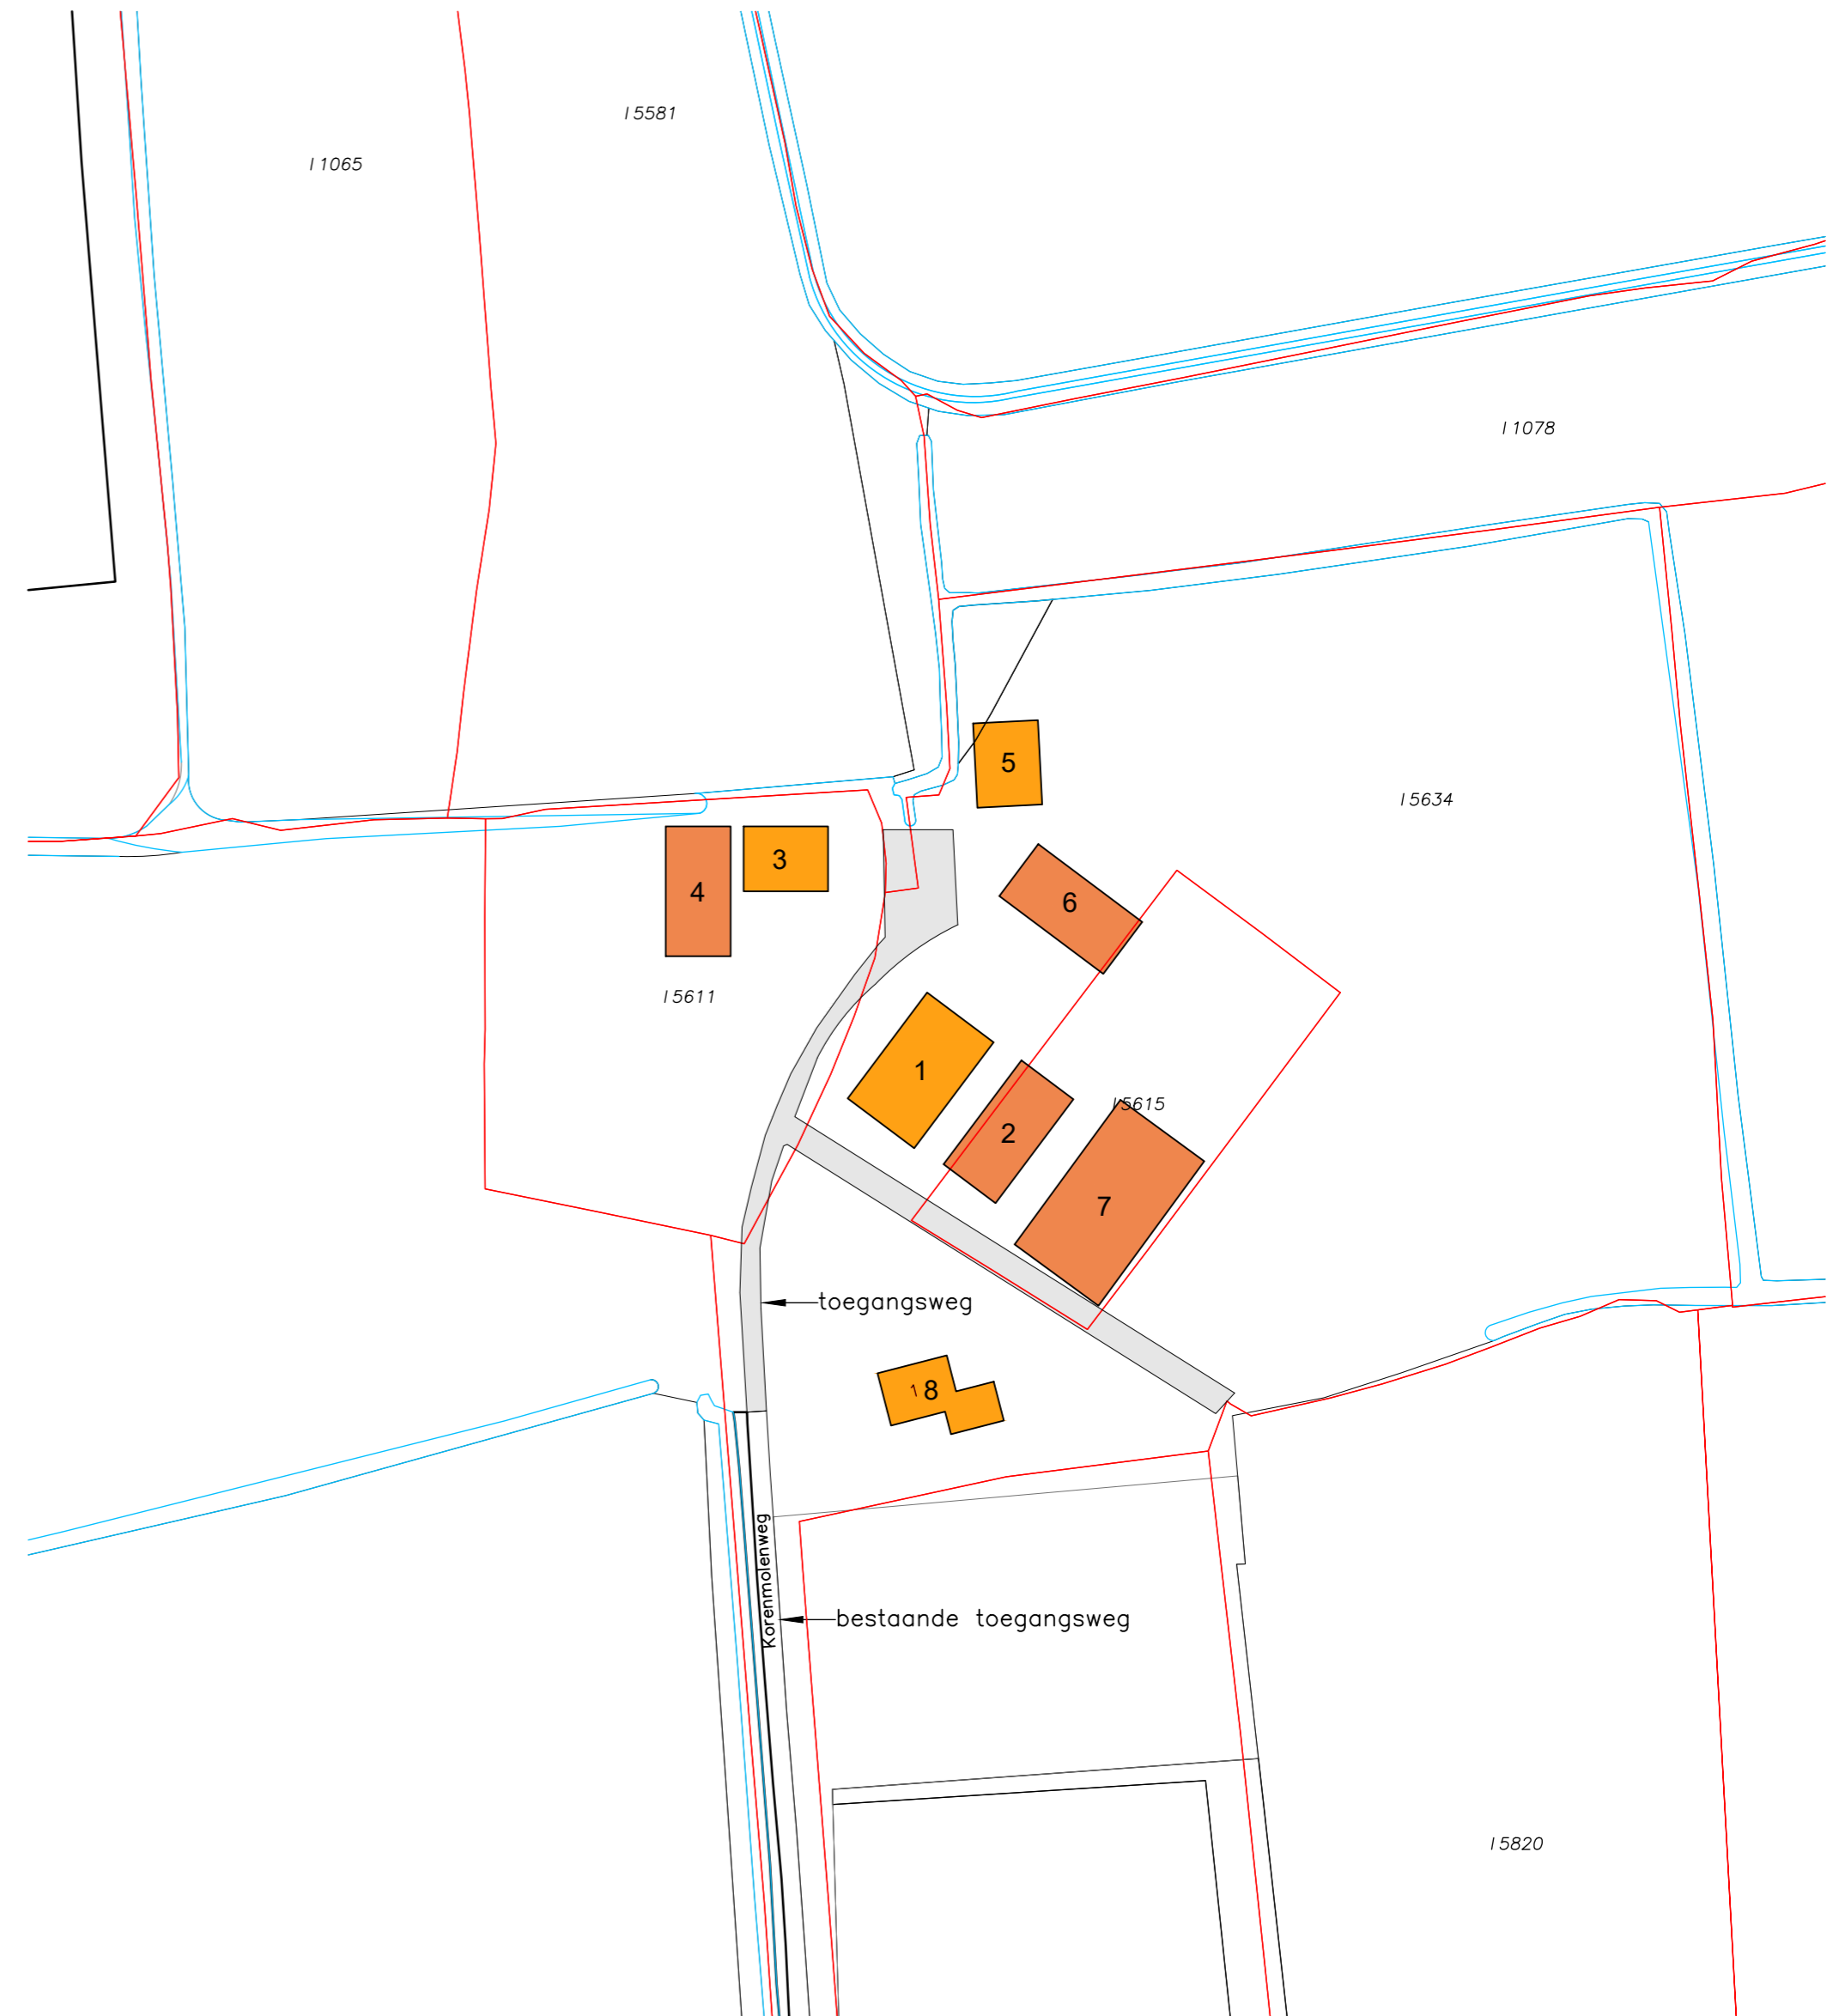 I 5581
I 1065
I 1078
5
I 5634
3
4
6
I 5611
1
I 5615
2
7
toegangsweg
1 8
Korenmolenweg
bestaande toegangsweg
I 5820